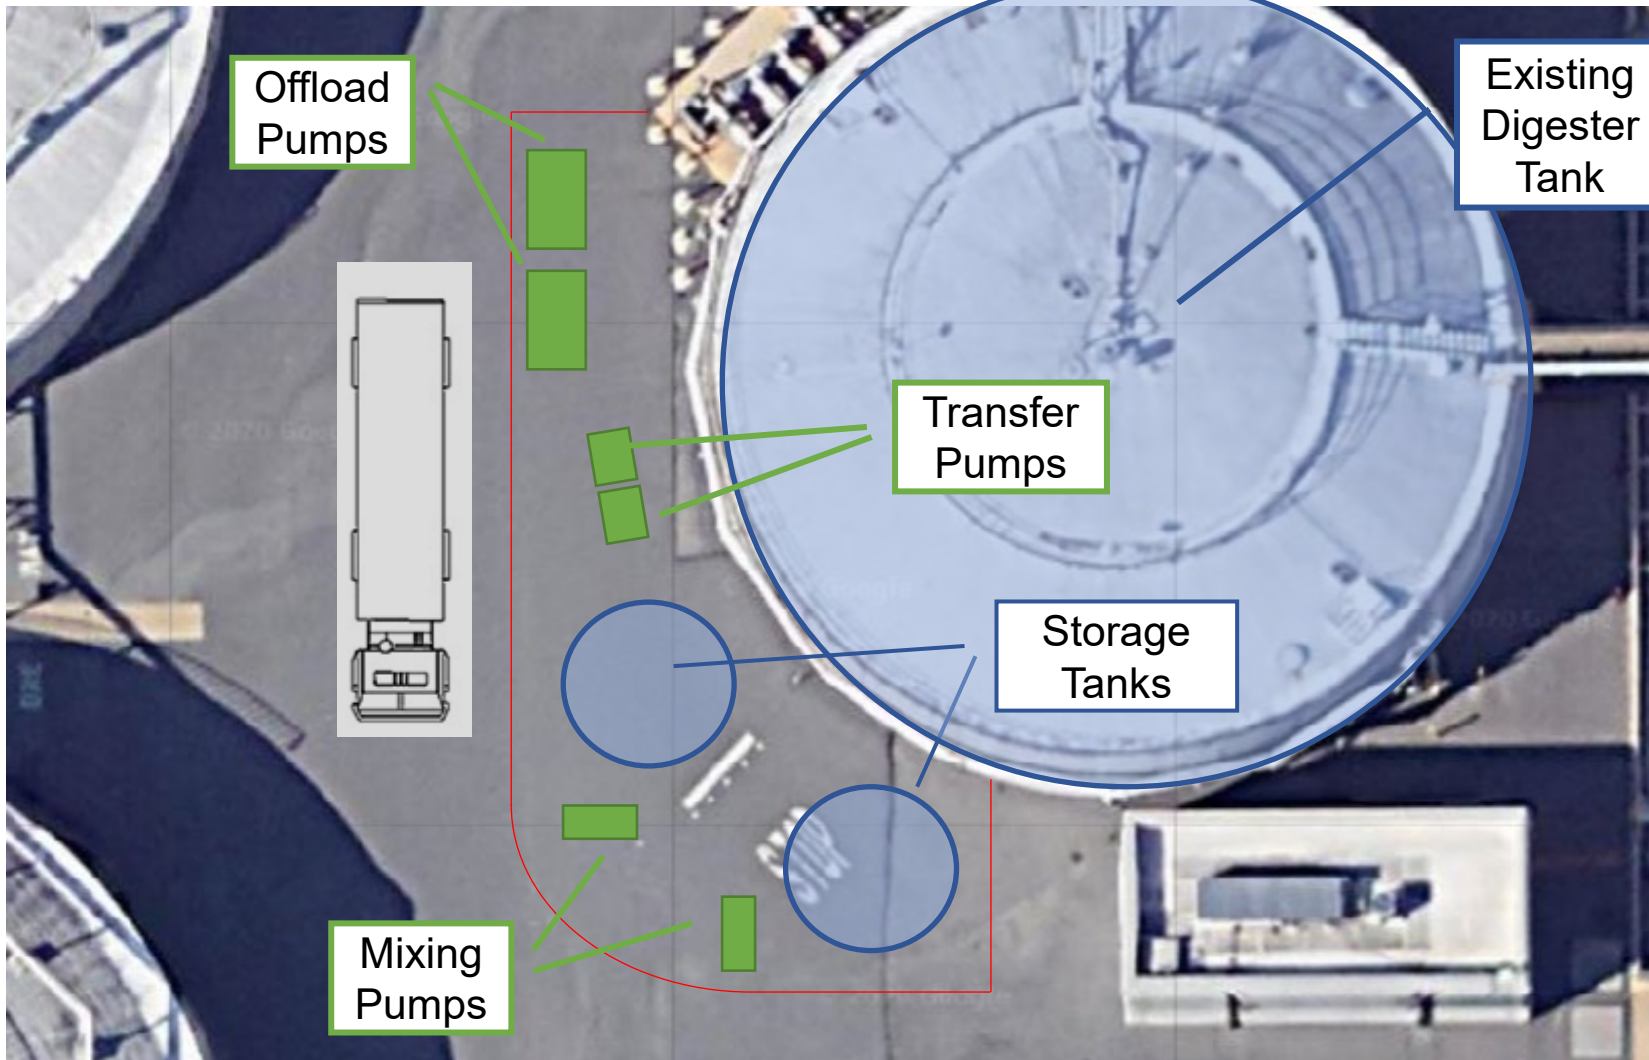 Offload
Pumps
Existing
Digester
Tank
Transfer
Pumps
Storage
Tanks
Mixing
Pumps